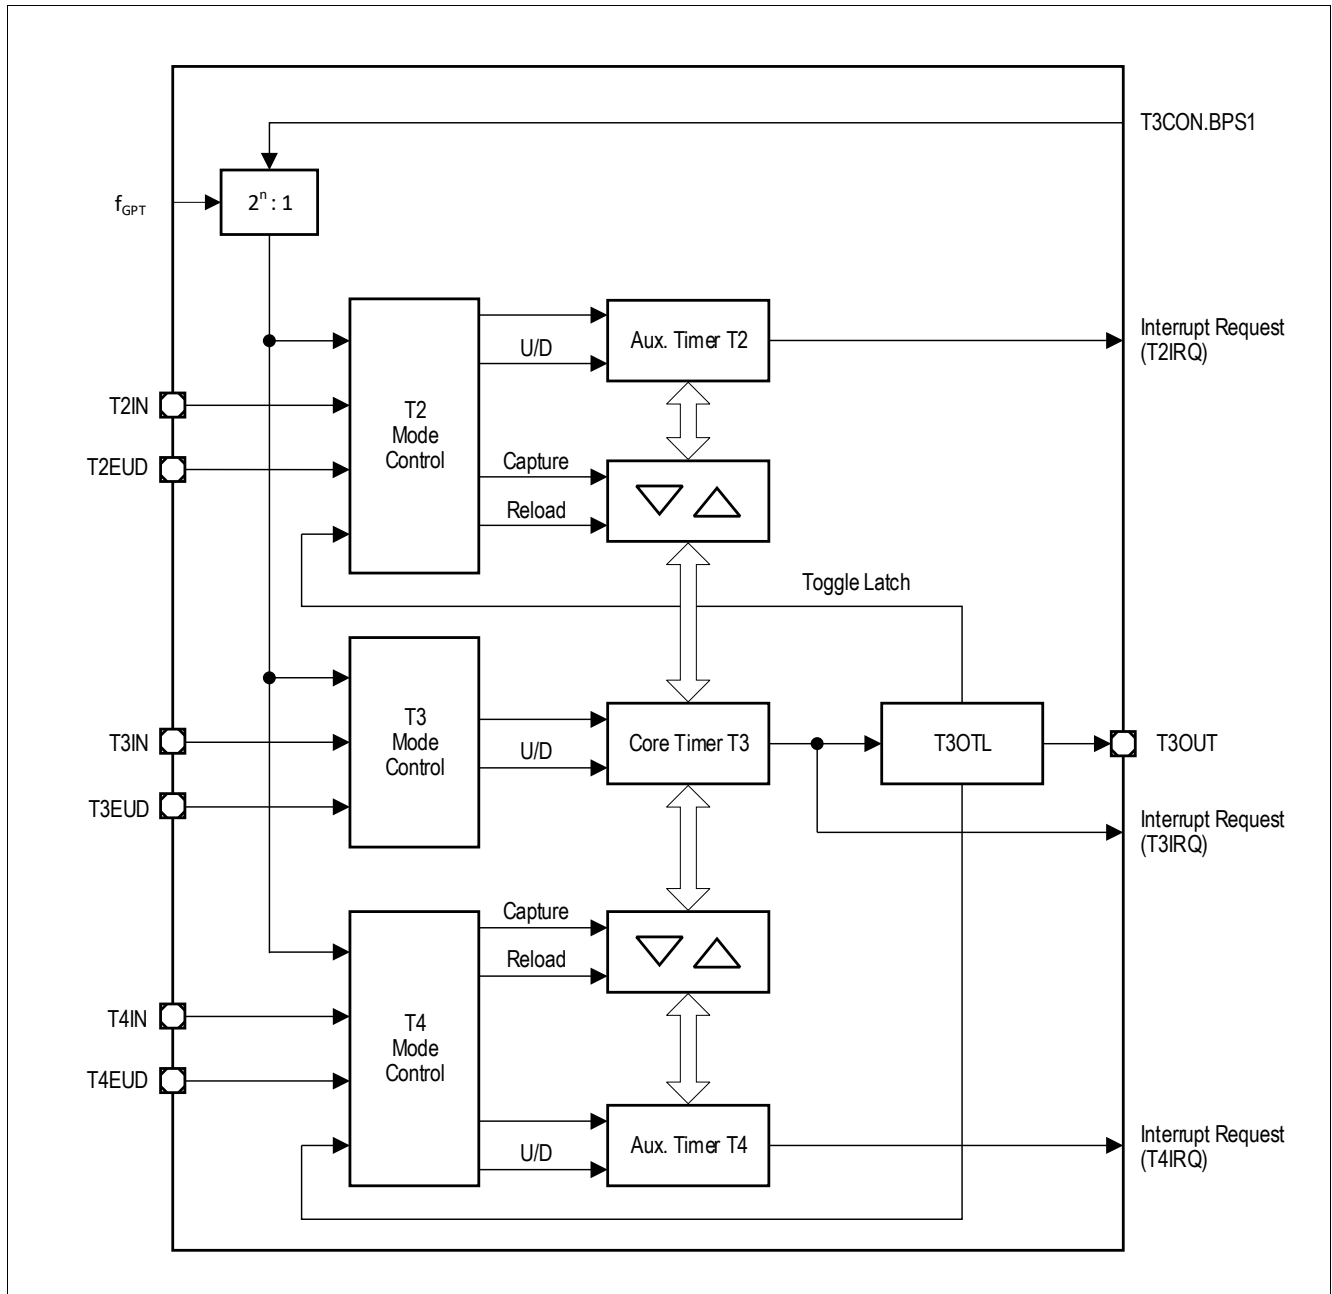 T3CON.BPS1
fGPT
2^n : 1
Aux. Timer T2
Interrupt Request
(T2IRQ)
U/D
T2IN
T2
Mode
Control
T2EUD
Capture
Reload
Toggle Latch
T3IN
T3
Mode
Control
U/D
Core Timer T3
T3OTL
T3OUT
T3EUD
Interrupt Request
(T3IRQ)
Capture
Reload
T4IN
T4
Mode
Control
T4EUD
U/D
Aux. Timer T4
Interrupt Request
(T4IRQ)